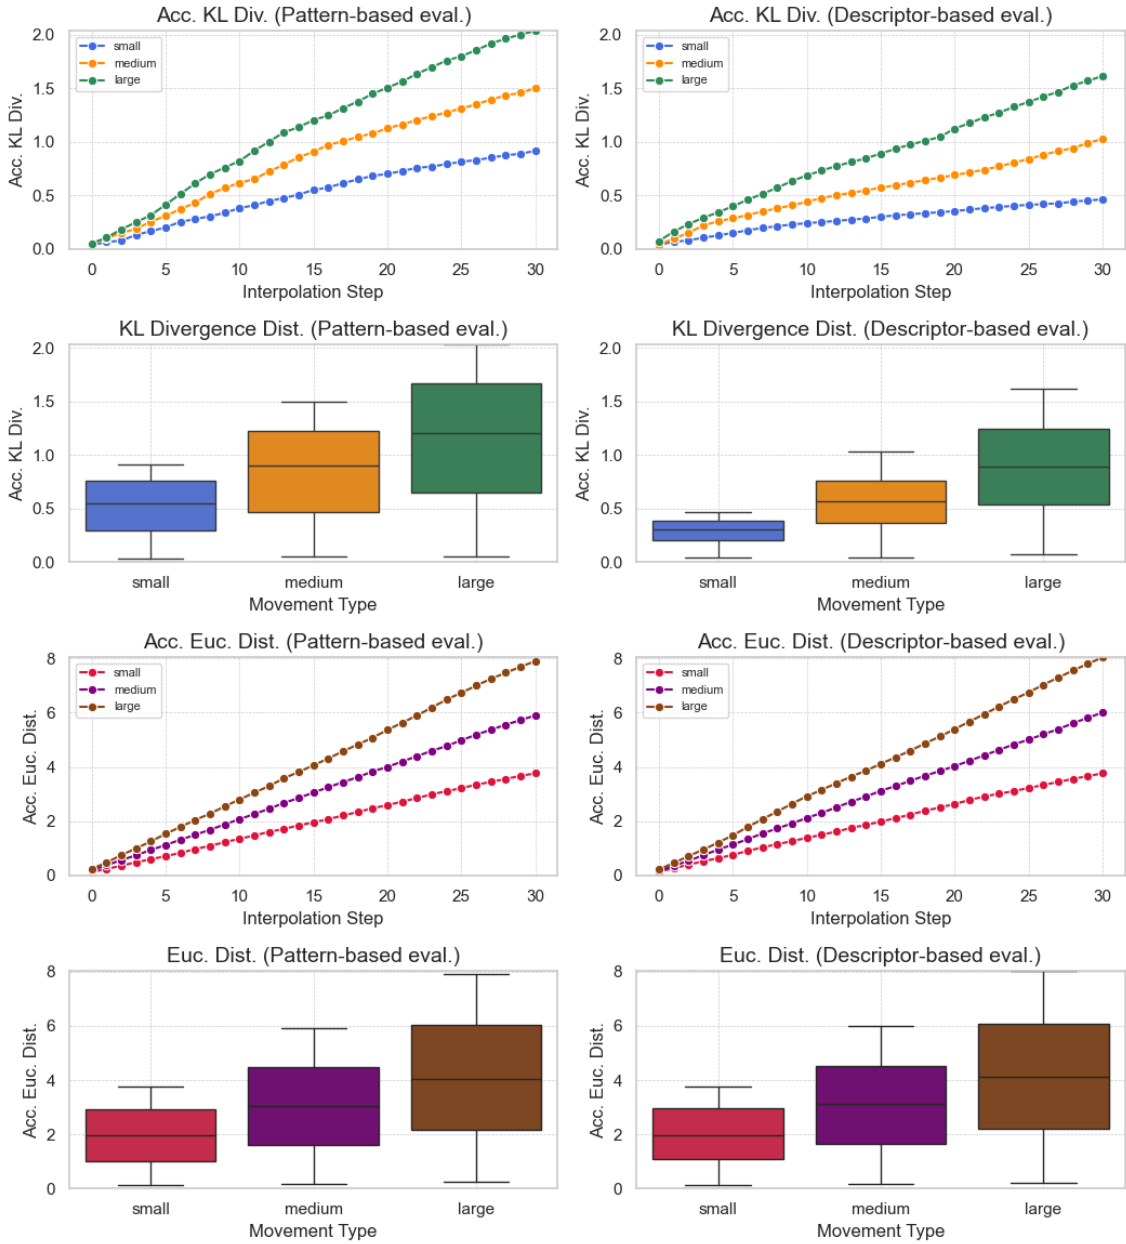 Acc. KL Div. (Pattern-based eval.)
Acc. KL Div.
2.0
1.5
1.0
0.5
0.0
small
medium
large
0 5 10 15 20 25 30
Interpolation Step
Acc. KL Div. (Descriptor-based eval.)
Acc. KL Div.
2.0
1.5
1.0
0.5
0.0
small
medium
large
0 5 10 15 20 25 30
Interpolation Step
KL Divergence Dist. (Pattern-based eval.)
Acc. KL Div.
2.0
1.5
1.0
0.5
0.0
small medium large
Movement Type
KL Divergence Dist. (Descriptor-based eval.)
Acc. KL Div.
2.0
1.5
1.0
0.5
0.0
small medium large
Movement Type
Acc. Euc. Dist. (Pattern-based eval.)
Acc. Euc. Dist.
8
6
4
2
0
small
medium
large
0 5 10 15 20 25 30
Interpolation Step
Acc. Euc. Dist. (Descriptor-based eval.)
Acc. Euc. Dist.
8
6
4
2
0
small
medium
large
0 5 10 15 20 25 30
Interpolation Step
Euc. Dist. (Pattern-based eval.)
Acc. Euc. Dist.
8
6
4
2
0
small medium large
Movement Type
Euc. Dist. (Descriptor-based eval.)
Acc. Euc. Dist.
8
6
4
2
0
small medium large
Movement Type